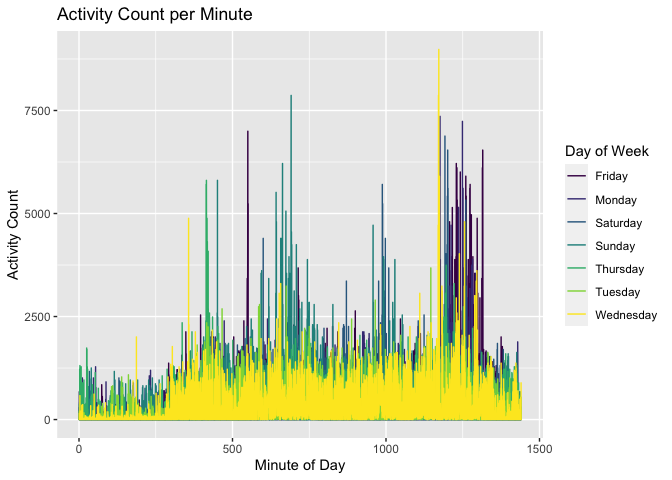 Activity Count per Minute
7500
5000
2500
0
Activity Count
0
500
1000
1500
Minute of Day
Day of Week
Friday
Monday
Saturday
Sunday
Thursday
Tuesday
Wednesday